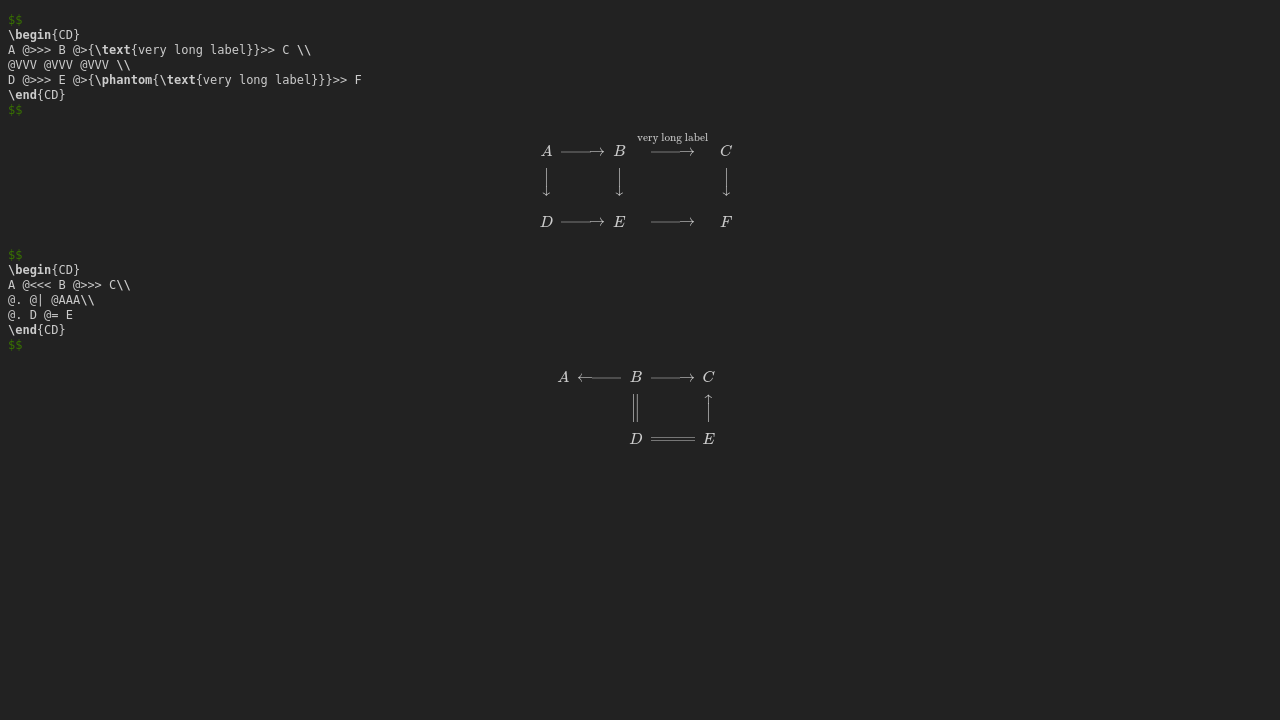 $$
\begin{CD}
A @>>> B @>{\text{very long label}}>> C \\
@VVV @VVV @VVV \\
D @>>> E @>{\phantom{\text{very long label}}}>> F
\end{CD}
$$
very long label
A ⟶ B ⟶ C
↓ ↓ ↓
D ⟶ E ⟶ F
$$
\begin{CD}
A @<<< B @>>> C\\
@. @| @AAA\\
@. D @= E
\end{CD}
$$
A ⟵ B ⟶ C
‖ ↑
D ═ E